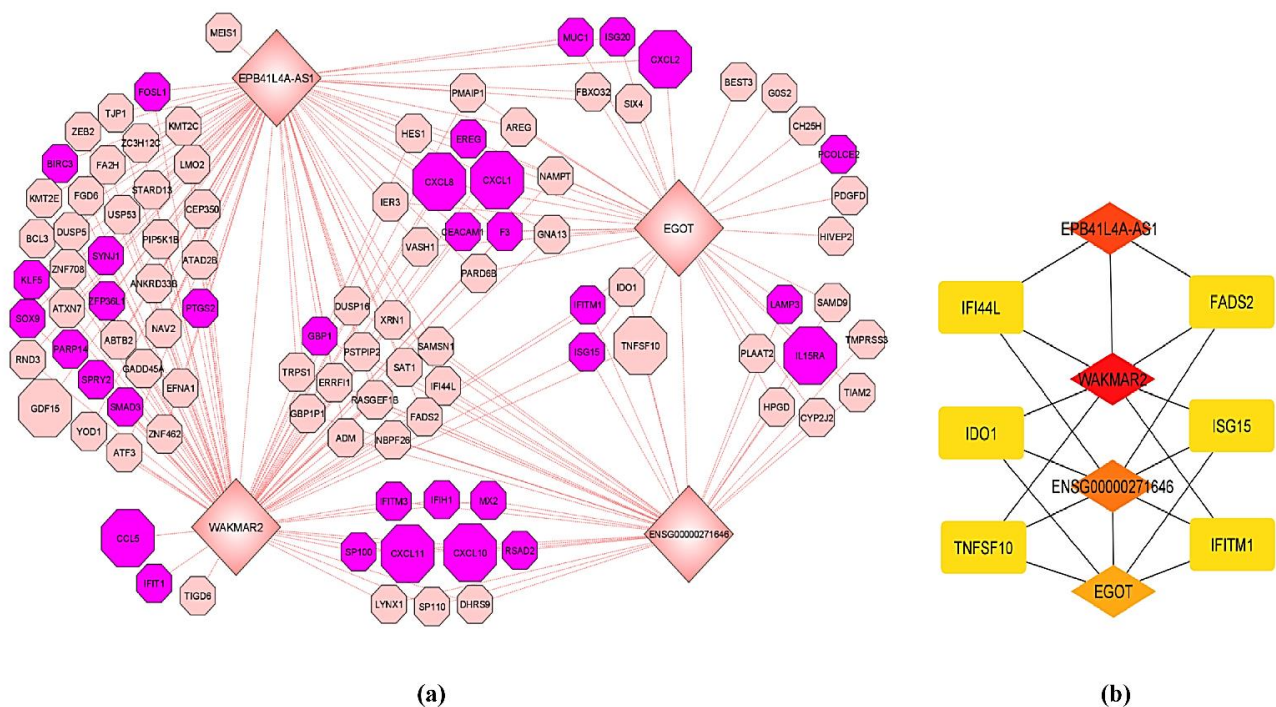 MEIS1
EPB41L4A-AS1
MUC1
ISG20
CXCL2
FOSL1
TJP1
KMT2C
ZEB2
ZC3H12C
BIRC3
FA2H
LMO2
KMT2E
FGD6
STARD13
CEP350
USP53
BCL3
DUSP5
PIP5K1B
SYNJ1
ATAD2B
KLF5
ZNF708
ANKRD33B
SOX9
ATXN7
ZFP36L1
PTGS2
NAV2
ABTB2
RND3
PARP14
GADD45A
SPRY2
EFNA1
GDF15
SMAD3
YOD1
ZNF462
ATF3
PMAIP1
FBXO32
SIX4
HES1
EREG
AREG
CXCL8
CXCL1
NAMPT
IER3
CEACAM1
F3
GNA13
VASH1
PARD6B
BEST3
G0S2
CH25H
PCOLCE2
PDGFD
HIVEP2
EGOT
DUSP16
XRN1
GBP1
PSTPIP2
SAMSN1
TRPS1
ERRFI1
SAT1
IFI44L
GBP1P1
RASGEF1B
FADS2
ADM
NBPF26
IDO1
IFITM1
ISG15
TNFSF10
LAMP3
SAMD9
PLAAT2
IL15RA
TMPRSS3
TIAM2
HPGD
CYP2J2
WAKMAR2
ENSG00000271646
CCL5
IFIT1
TIGD6
IFITM3
IFIH1
MX2
SP100
CXCL11
CXCL10
RSAD2
LYNX1
SP110
DHRS9
(a)
EPB41L4A-AS1
IFI44L
FADS2
WAKMAR2
IDO1
ISG15
ENSG00000271646
TNFSF10
IFITM1
EGOT
(b)